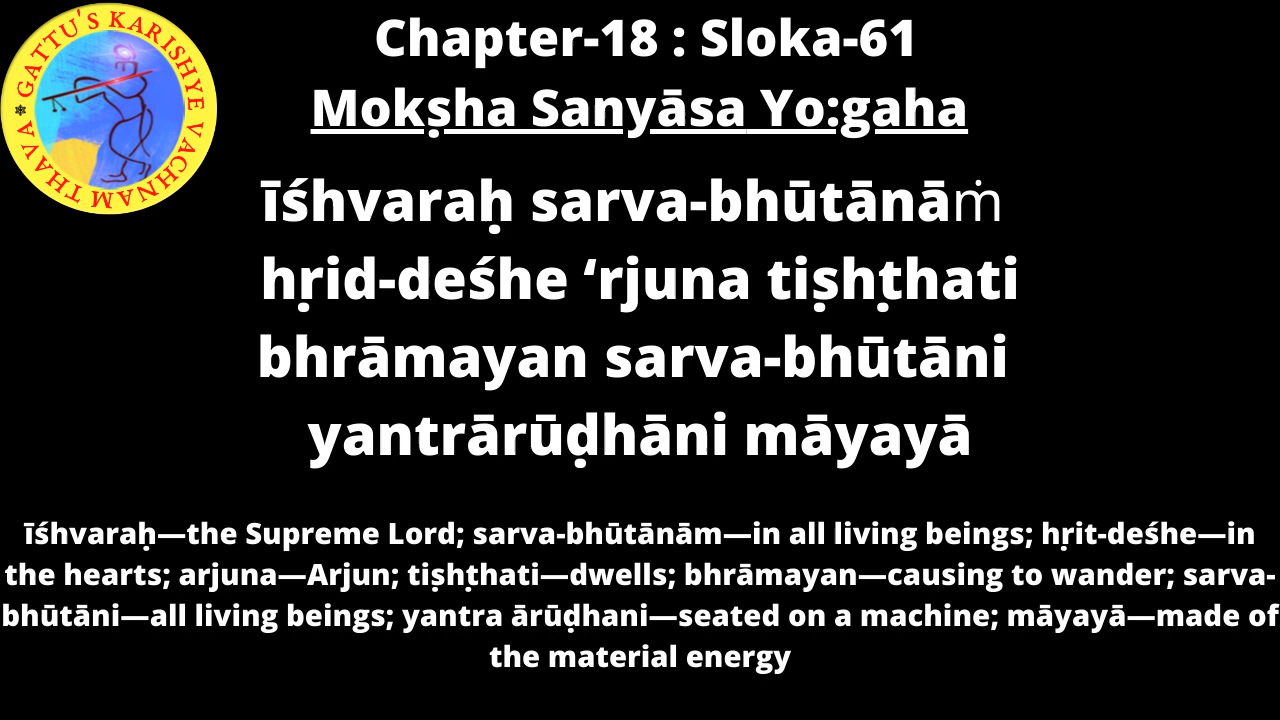 GATTU'S KARISHYE VACHNAM THAVA
Chapter-18 : Sloka-61
Mokṣha Sanyāsa Yo:gaha
īśhvaraḥ sarva-bhūtānāṁ
hṛid-deśhe ‘rjuna tiṣhṭhati
bhrāmayan sarva-bhūtāni
yantrārūḍhāni māyayā
īśhvaraḥ—the Supreme Lord; sarva-bhūtānām—in all living beings; hṛit-deśhe—in
the hearts; arjuna—Arjun; tiṣhṭhati—dwells; bhrāmayan—causing to wander; sarva-
bhūtāni—all living beings; yantra ārūḍhani—seated on a machine; māyayā—made of
the material energy